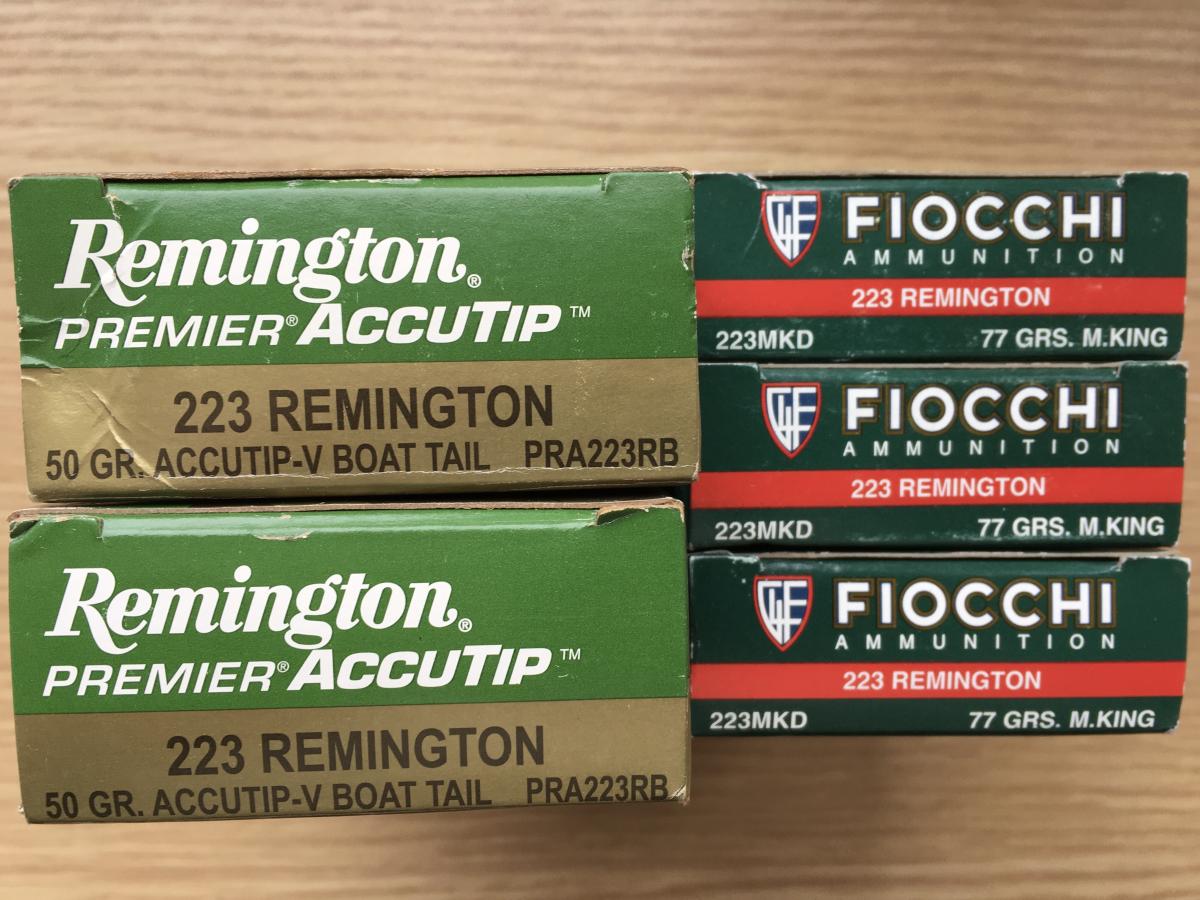 Remington®
PREMIER® ACCUTIP™
223 REMINGTON
50 GR. ACCUTIP-V BOAT TAIL PRA223RB
Remington®
PREMIER® ACCUTIP™
223 REMINGTON
50 GR. ACCUTIP-V BOAT TAIL PRA223RB
FIOCCHI
AMMUNITION
223 REMINGTON
223MKD 77 GRS. M.KING
FIOCCHI
AMMUNITION
223 REMINGTON
223MKD 77 GRS. M.KING
FIOCCHI
AMMUNITION
223 REMINGTON
223MKD 77 GRS. M.KING